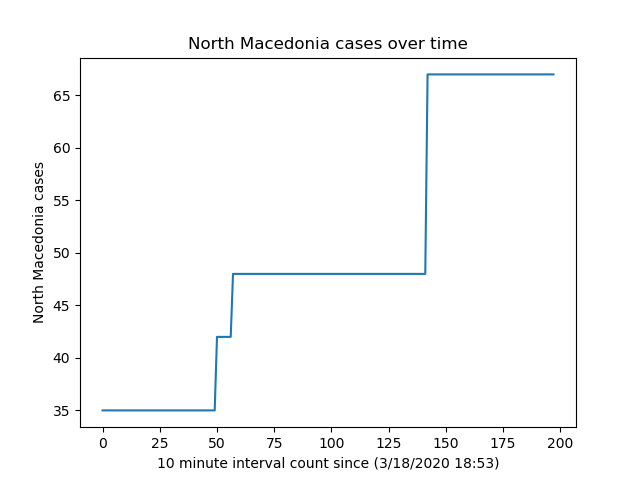 North Macedonia cases over time
North Macedonia cases
65
60
55
50
45
40
35
0 25 50 75 100 125 150 175 200
10 minute interval count since (3/18/2020 18:53)